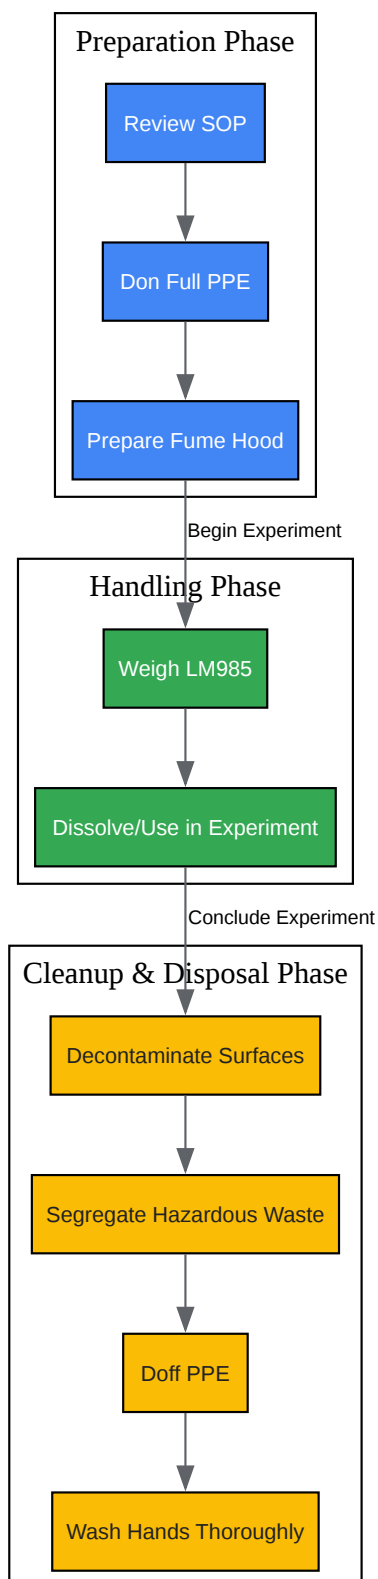 Preparation Phase
Review SOP
Don Full PPE
Prepare Fume Hood
Begin Experiment
Handling Phase
Weigh LM985
Dissolve/Use in Experiment
Conclude Experiment
Cleanup & Disposal Phase
Decontaminate Surfaces
Segregate Hazardous Waste
Doff PPE
Wash Hands Thoroughly